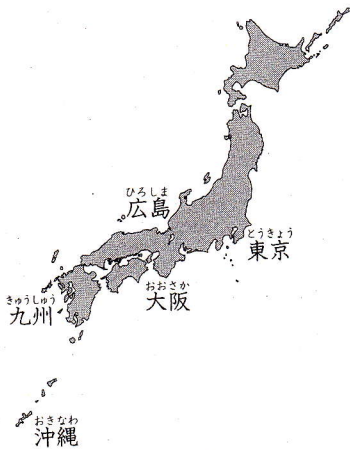 ひろしま
広島
とうきょう
東京
おおさか
大阪
きゅうしゅう
九州
おきなわ
沖縄